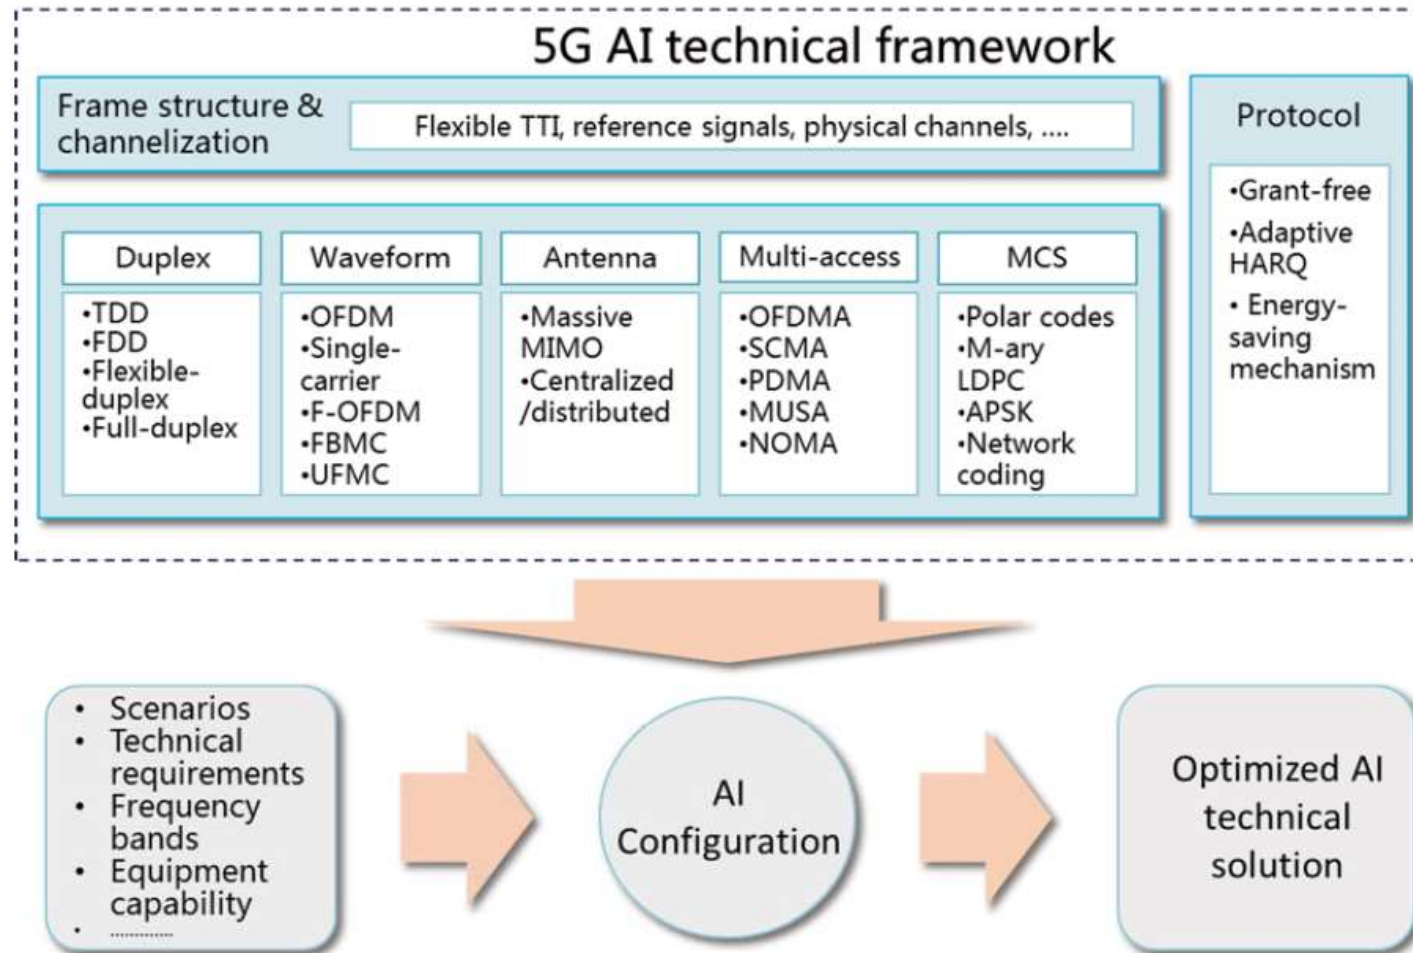 5G AI technical framework
Frame structure &
channelization
Flexible TTI, reference signals, physical channels, ....
Protocol
•Grant-free
•Adaptive
HARQ
• Energy-
saving
mechanism
Duplex
•TDD
•FDD
•Flexible-
duplex
•Full-duplex
Waveform
•OFDM
•Single-
carrier
•F-OFDM
•FBMC
•UFMC
Antenna
•Massive
MIMO
•Centralized
/distributed
Multi-access
•OFDMA
•SCMA
•PDMA
•MUSA
•NOMA
MCS
•Polar codes
•M-ary
LDPC
•APSK
•Network
coding
• Scenarios
• Technical
requirements
• Frequency
bands
• Equipment
capability
• .............
AI
Configuration
Optimized AI
technical
solution